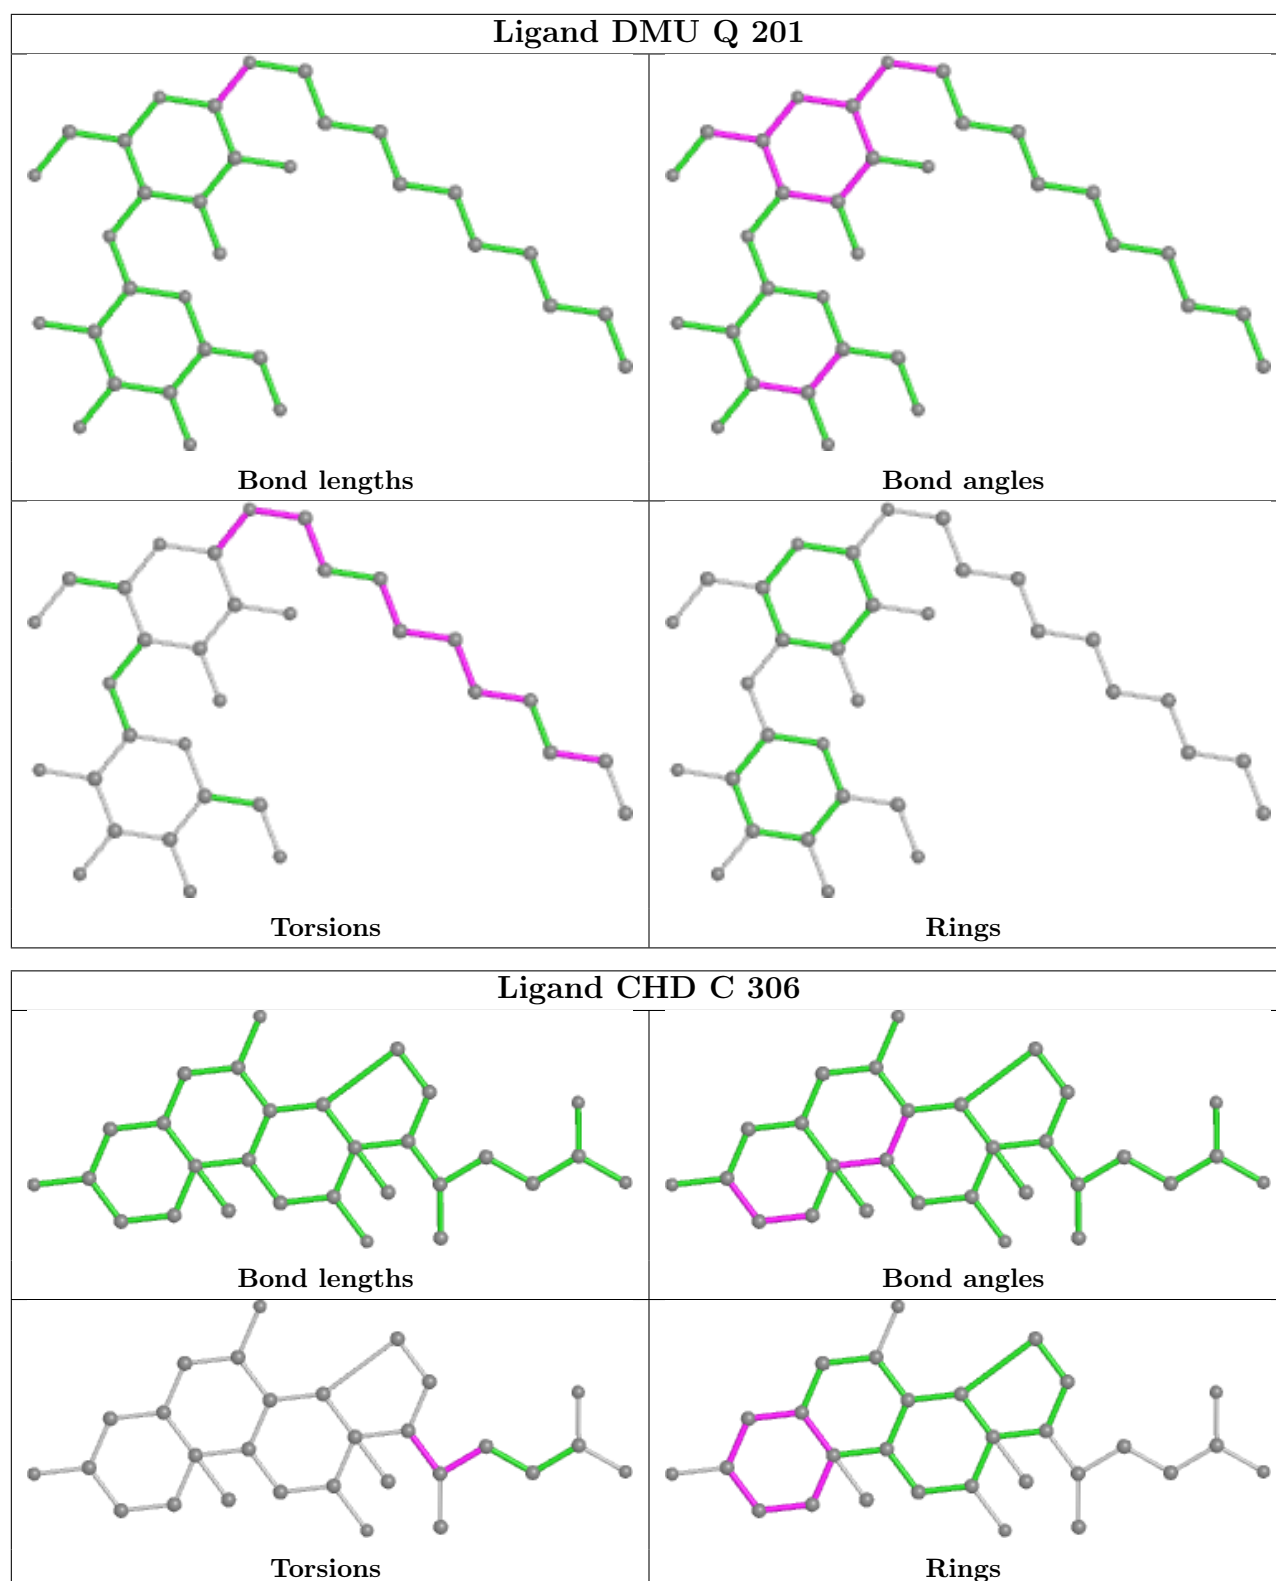 Ligand DMU Q 201
Bond lengths
Bond angles
Torsions
Rings
Ligand CHD C 306
Bond lengths
Bond angles
Torsions
Rings